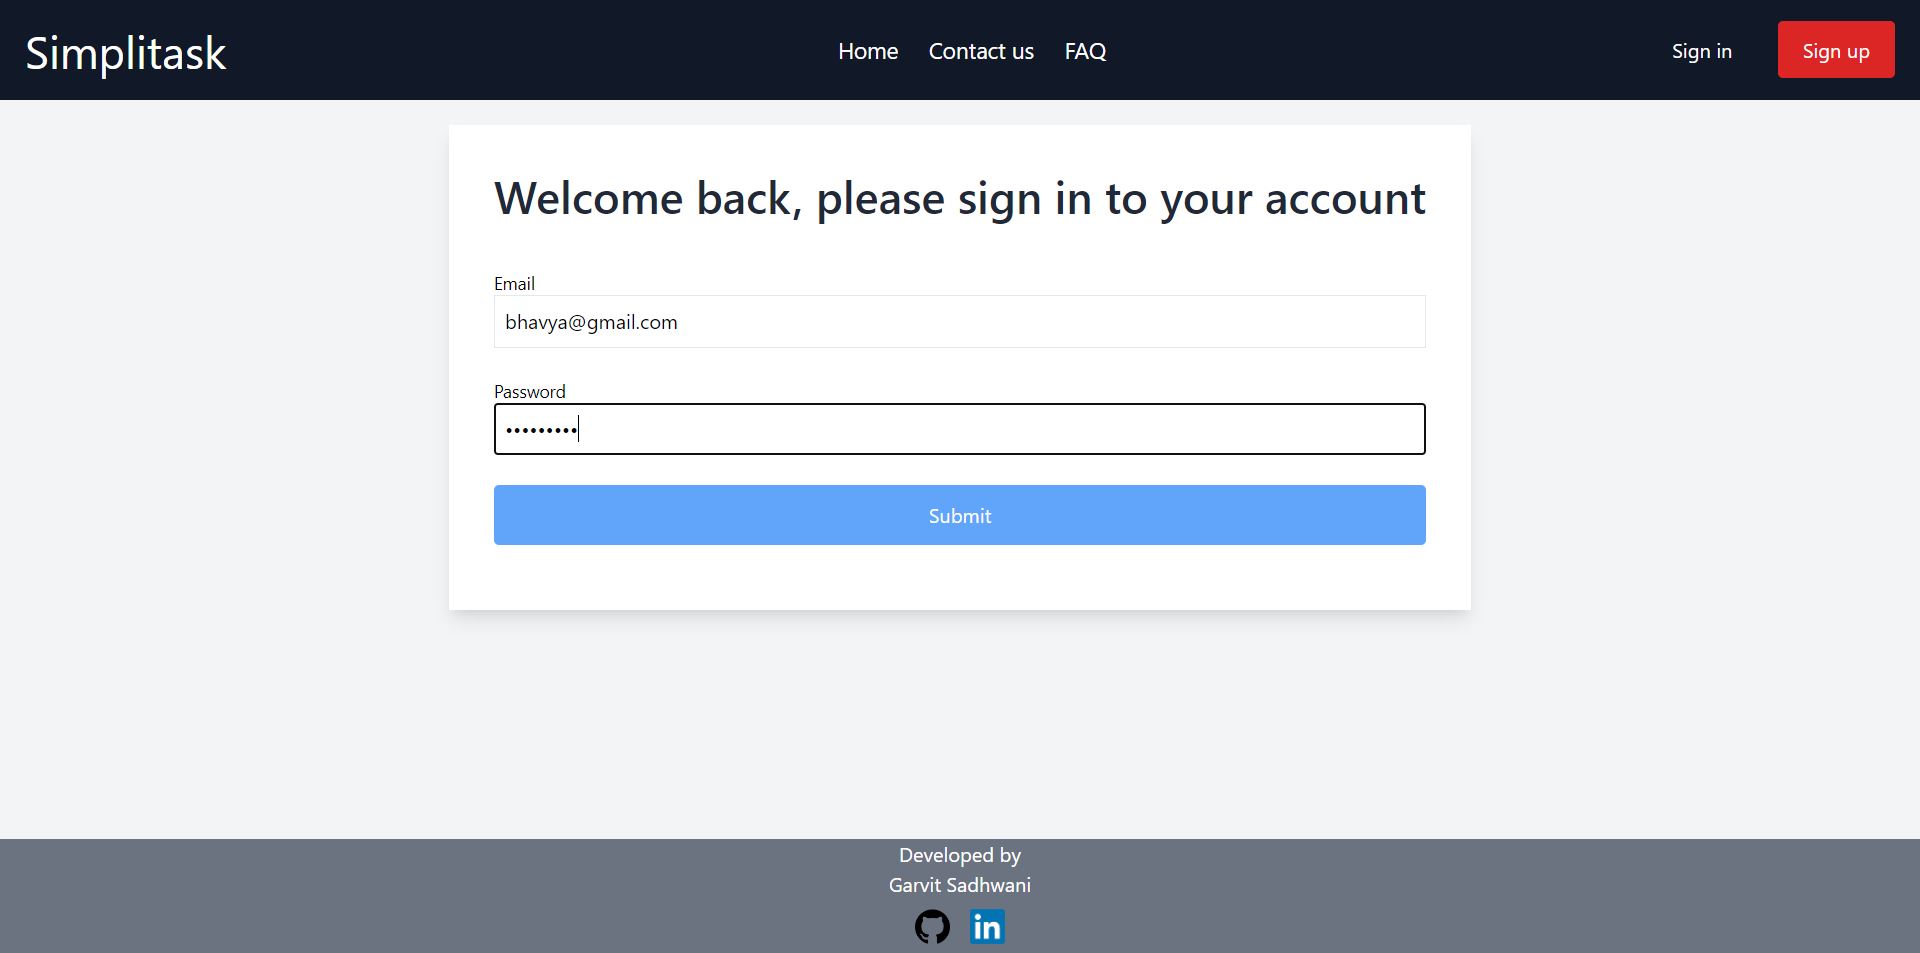 Simplitask
Home Contact us FAQ
Sign in
Sign up
Welcome back, please sign in to your account
Email
bhavya@gmail.com
Password
•••••••••
Submit
Developed by
Garvit Sadhwani
in